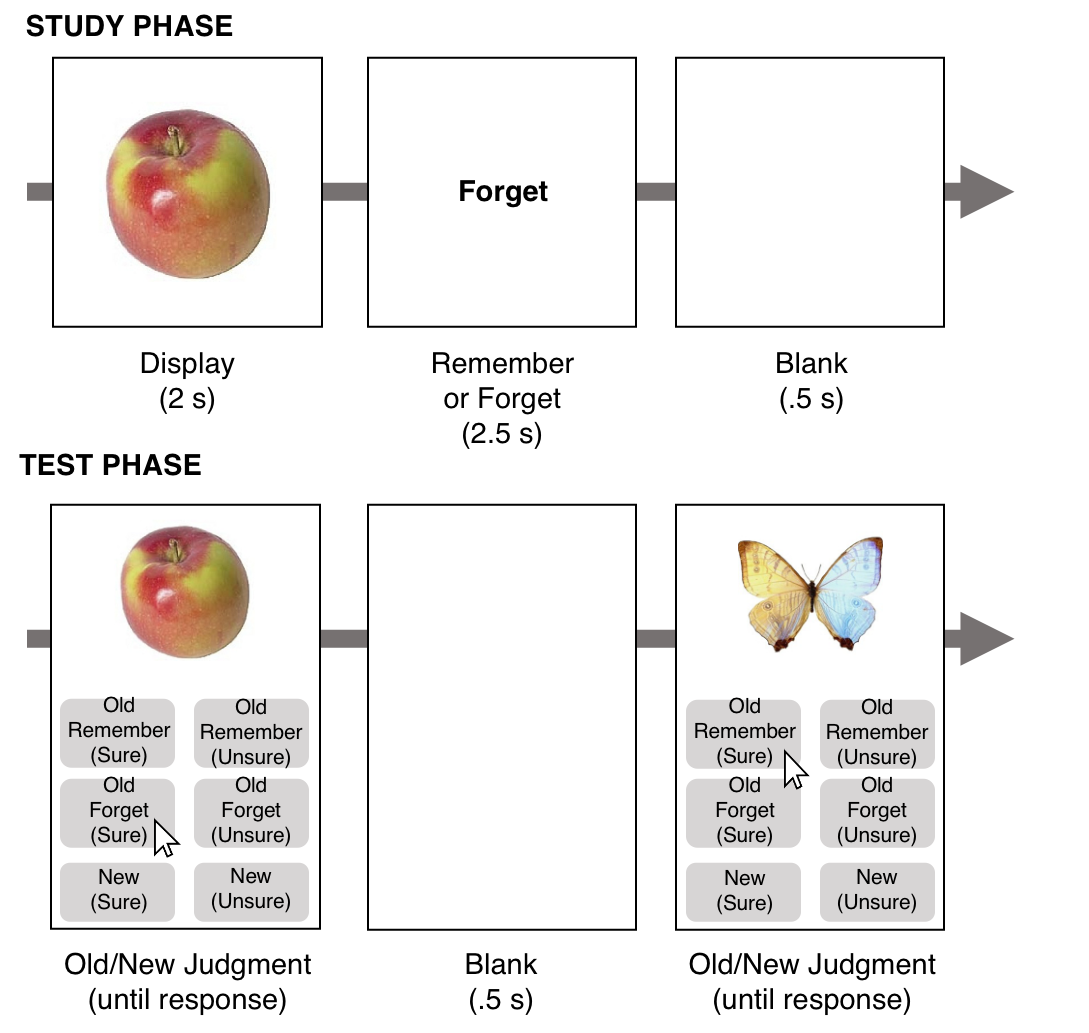 STUDY PHASE
Forget
Display
(2 s)
Remember
or Forget
(2.5 s)
Blank
(.5 s)
TEST PHASE
Old
Remember
(Sure)
Old
Remember
(Unsure)
Old
Forget
(Sure)
Old
Forget
(Unsure)
New
(Sure)
New
(Unsure)
Old
Remember
(Sure)
Old
Remember
(Unsure)
Old
Forget
(Sure)
Old
Forget
(Unsure)
New
(Sure)
New
(Unsure)
Old/New Judgment
(until response)
Blank
(.5 s)
Old/New Judgment
(until response)